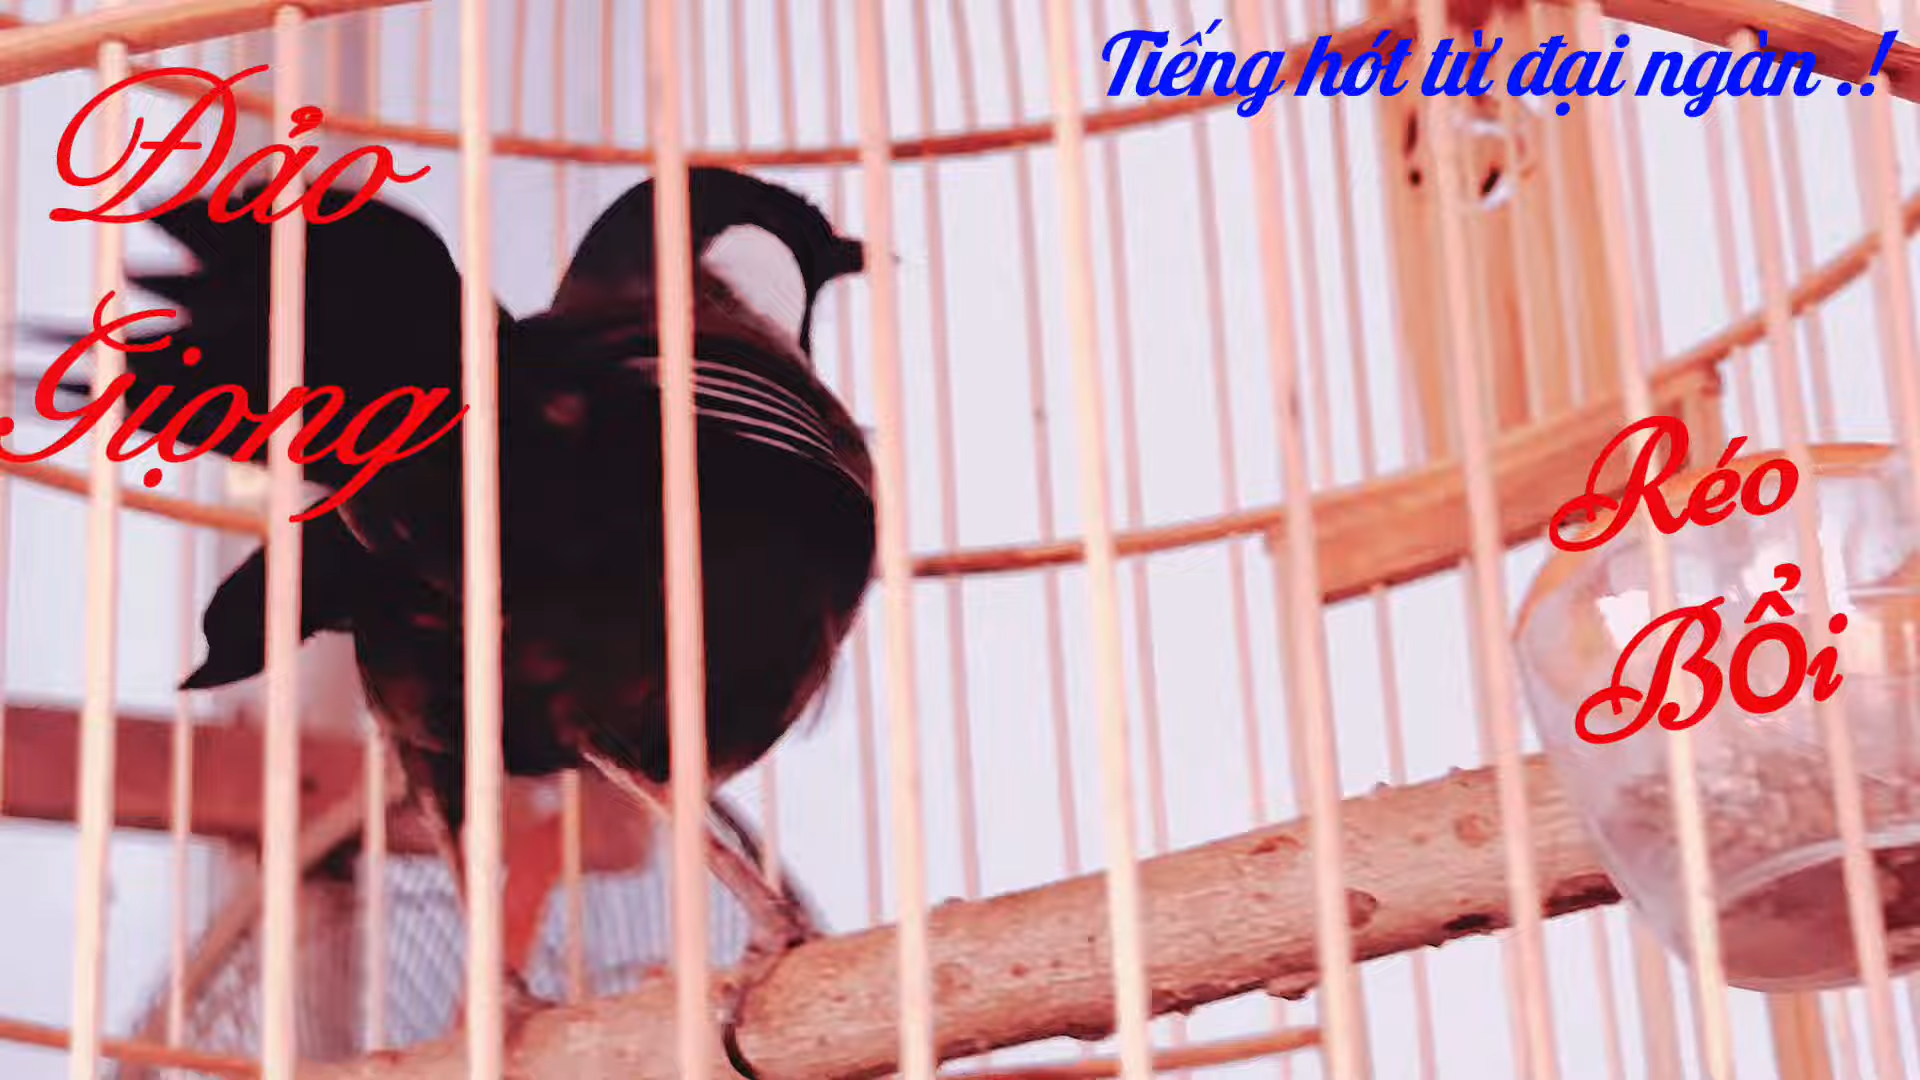 Tiếng hót từ đại ngàn .!
Đảo
Giọng
Réo
BỔi